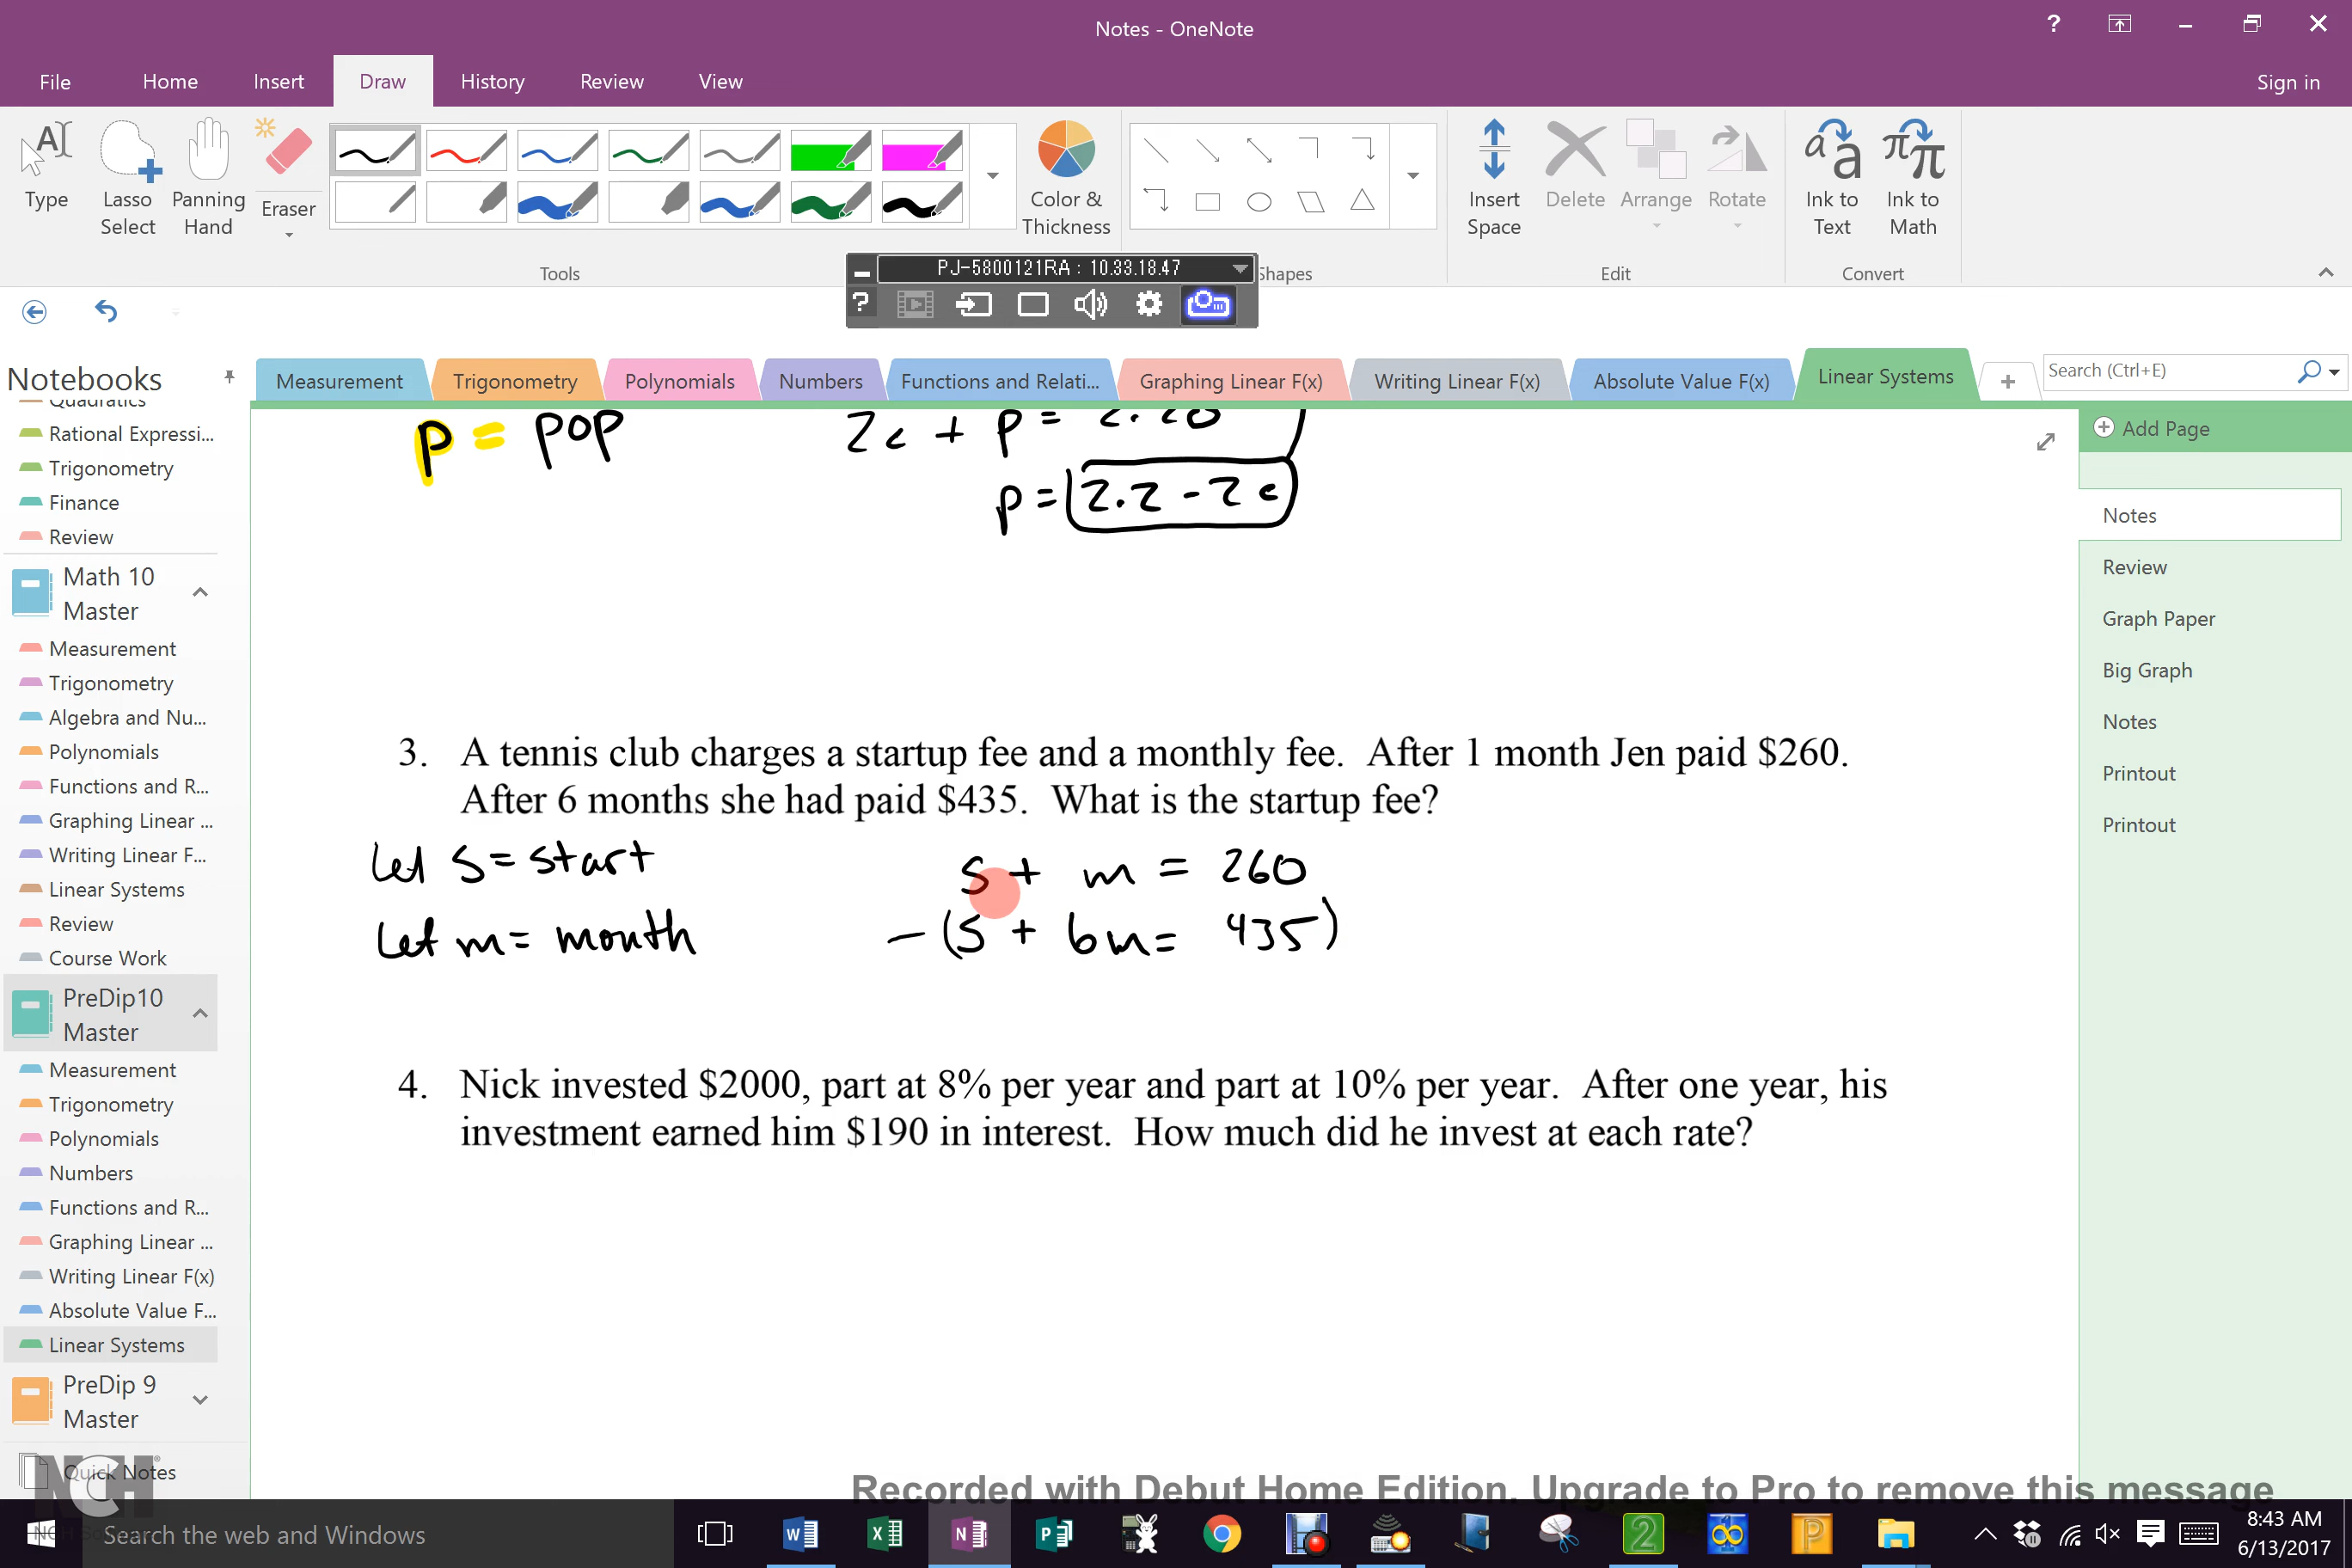 Notes - OneNote
?
File Home Insert Draw History Review View Sign in
Type
Lasso Select
Panning Hand
Eraser
Color & Thickness
Insert Space
Delete
Arrange
Rotate
Ink to Text
Ink to Math
Tools
Shapes
Edit
Convert
PJ-5800121RA : 10.33.18.47
?
Notebooks
Measurement Trigonometry Polynomials Numbers Functions and Relati... Graphing Linear F(x) Writing Linear F(x) Absolute Value F(x) Linear Systems +
Search (Ctrl+E)
Quadratics
Rational Expressi...
Trigonometry
Finance
Review
Math 10 Master
Measurement
Trigonometry
Algebra and Nu...
Polynomials
Functions and R...
Graphing Linear ...
Writing Linear F...
Linear Systems
Review
Course Work
PreDip10 Master
Measurement
Trigonometry
Polynomials
Numbers
Functions and R...
Graphing Linear ...
Writing Linear F(x)
Absolute Value F...
Linear Systems
PreDip 9 Master
Quick Notes
p = pop
2c + p = 2.20
p = 2.2 - 2c
3. A tennis club charges a startup fee and a monthly fee. After 1 month Jen paid $260.
After 6 months she had paid $435. What is the startup fee?
Let s = start
s + m = 260
Let m = month
- (s + 6m = 435)
4. Nick invested $2000, part at 8% per year and part at 10% per year. After one year, his
investment earned him $190 in interest. How much did he invest at each rate?
Add Page
Notes
Review
Graph Paper
Big Graph
Notes
Printout
Printout
NCH
Recorded with Debut Home Edition. Upgrade to Pro to remove this message
Search the web and Windows
8:43 AM
6/13/2017